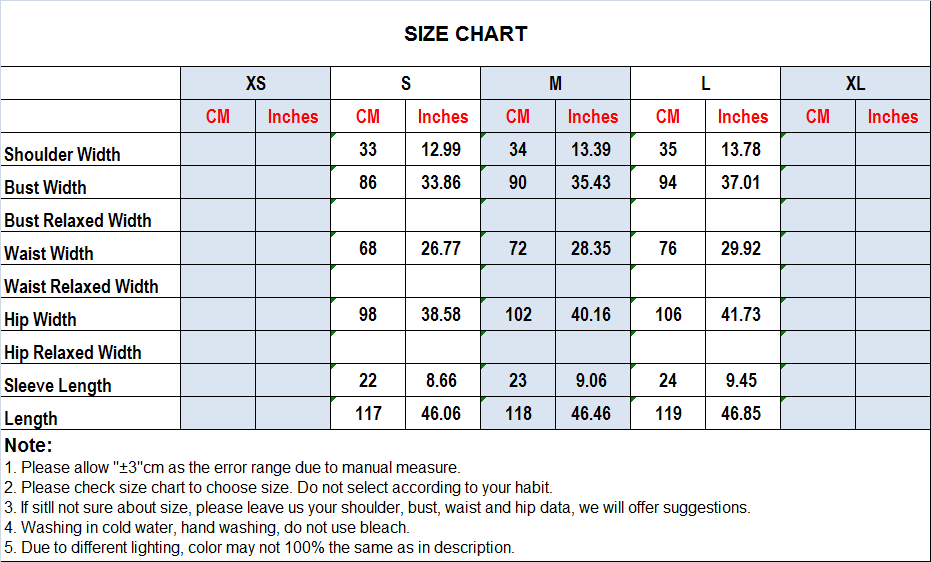 SIZE CHART
XS S M L XL
CM Inches CM Inches CM Inches CM Inches CM Inches
Shoulder Width 33 12.99 34 13.39 35 13.78
Bust Width 86 33.86 90 35.43 94 37.01
Bust Relaxed Width
Waist Width 68 26.77 72 28.35 76 29.92
Waist Relaxed Width
Hip Width 98 38.58 102 40.16 106 41.73
Hip Relaxed Width
Sleeve Length 22 8.66 23 9.06 24 9.45
Length 117 46.06 118 46.46 119 46.85
Note:
1. Please allow "±3"cm as the error range due to manual measure.
2. Please check size chart to choose size. Do not select according to your habit.
3. If sitll not sure about size, please leave us your shoulder, bust, waist and hip data, we will offer suggestions.
4. Washing in cold water, hand washing, do not use bleach.
5. Due to different lighting, color may not 100% the same as in description.